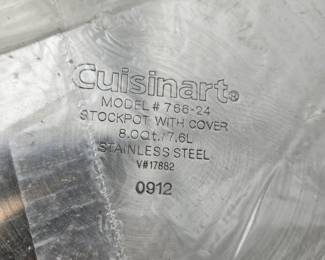 Cuisinart®
MODEL # 766-24
STOCKPOT WITH COVER
8.0Qt./7.6L
STAINLESS STEEL
V#17882
0912